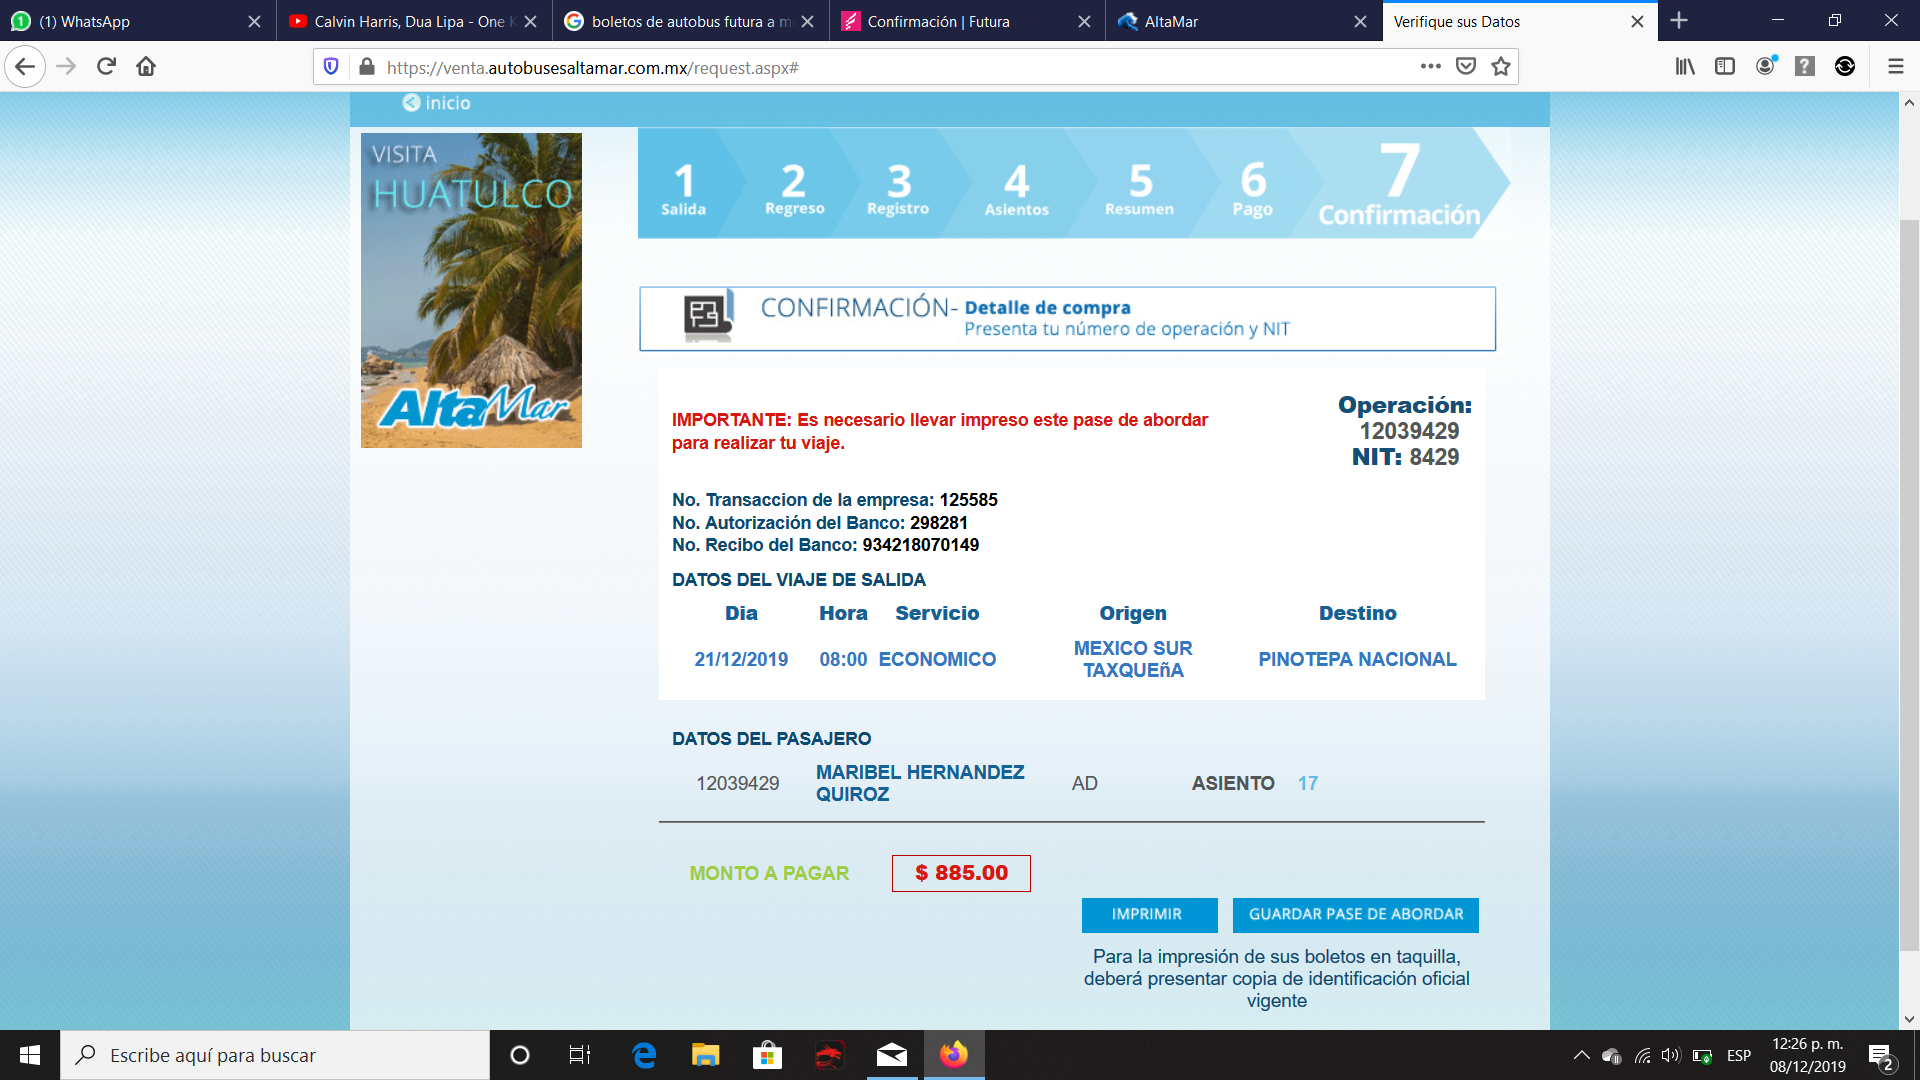 (1) WhatsApp
Calvin Harris, Dua Lipa - One K
boletos de autobus futura a m
Confirmación | Futura
AltaMar
Verifique sus Datos
https://venta.autobusesaltamar.com.mx/request.aspx#
inicio
VISITA
HUATULCO
AltaMar
1 2 3 4 5 6 7
Salida Regreso Registro Asientos Resumen Pago Confirmación
CONFIRMACIÓN- Detalle de compra
Presenta tu número de operación y NIT
IMPORTANTE: Es necesario llevar impreso este pase de abordar
para realizar tu viaje.
Operación:
12039429
NIT: 8429
No. Transaccion de la empresa: 125585
No. Autorización del Banco: 298281
No. Recibo del Banco: 934218070149
DATOS DEL VIAJE DE SALIDA
Dia Hora Servicio Origen Destino
21/12/2019 08:00 ECONOMICO MEXICO SUR TAXQUEñA PINOTEPA NACIONAL
DATOS DEL PASAJERO
12039429 MARIBEL HERNANDEZ QUIROZ AD ASIENTO 17
MONTO A PAGAR $ 885.00
IMPRIMIR GUARDAR PASE DE ABORDAR
Para la impresión de sus boletos en taquilla,
deberá presentar copia de identificación oficial
vigente
Escribe aquí para buscar
ESP
12:26 p. m.
08/12/2019
2